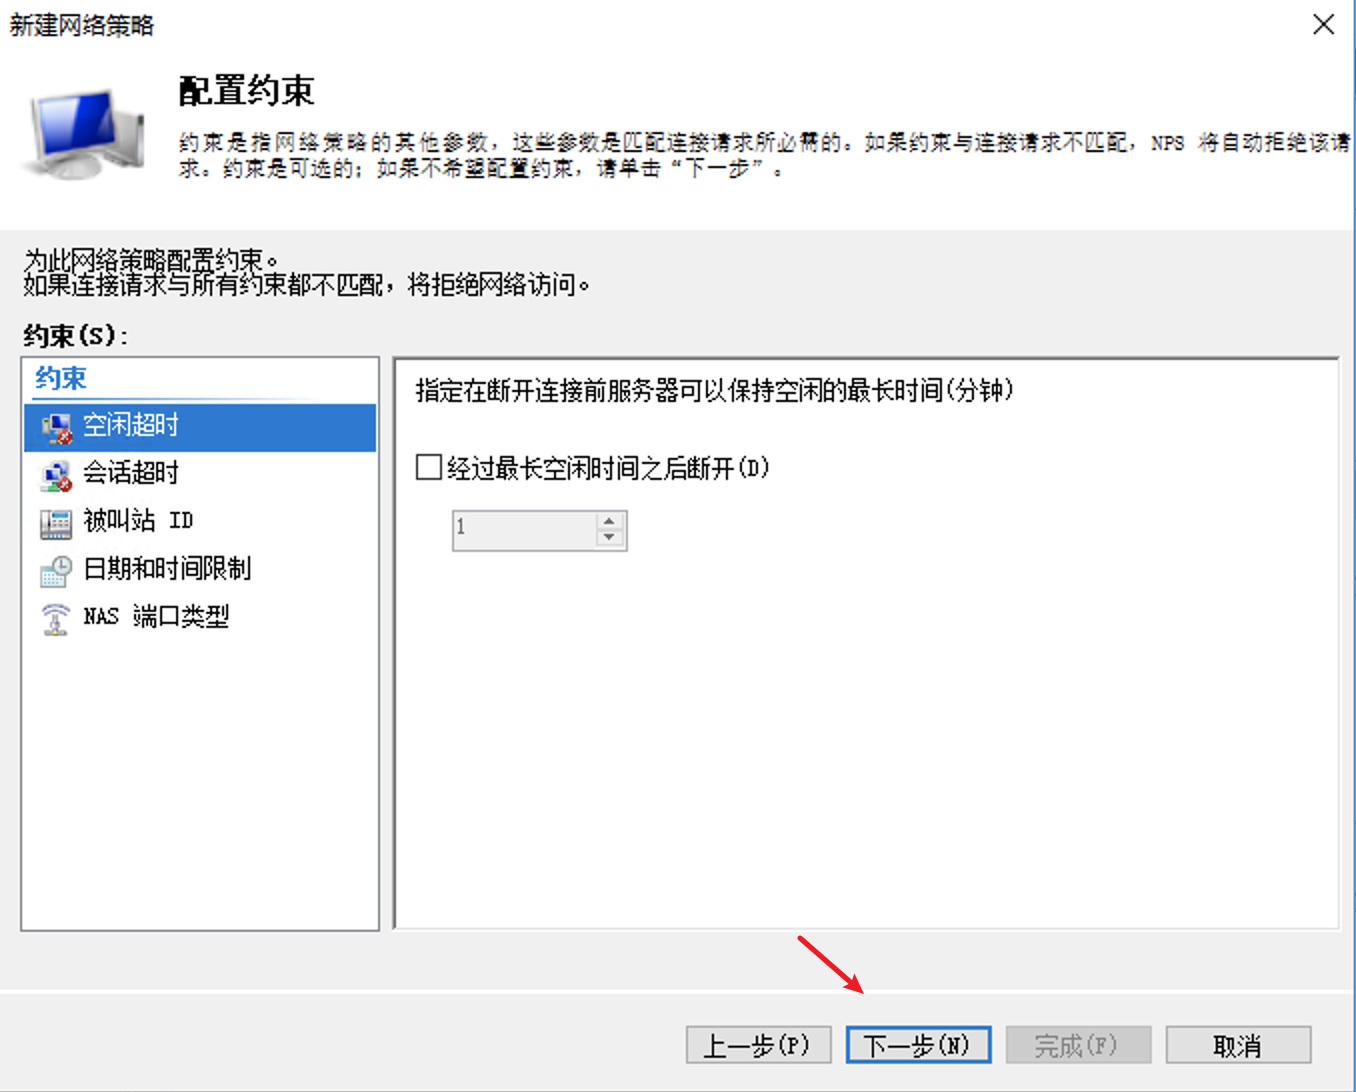 新建网络策略
配置约束
约束是指网络策略的其他参数，这些参数是匹配连接请求所必需的。如果约束与连接请求不匹配，NPS 将自动拒绝该请
求。约束是可选的；如果不希望配置约束，请单击“下一步”。
为此网络策略配置约束。
如果连接请求与所有约束都不匹配，将拒绝网络访问。
约束(S):
约束
空闲超时
会话超时
被叫站 ID
日期和时间限制
NAS 端口类型
指定在断开连接前服务器可以保持空闲的最长时间(分钟)
经过最长空闲时间之后断开(D)
1
上一步(P) 下一步(N) 完成(F) 取消